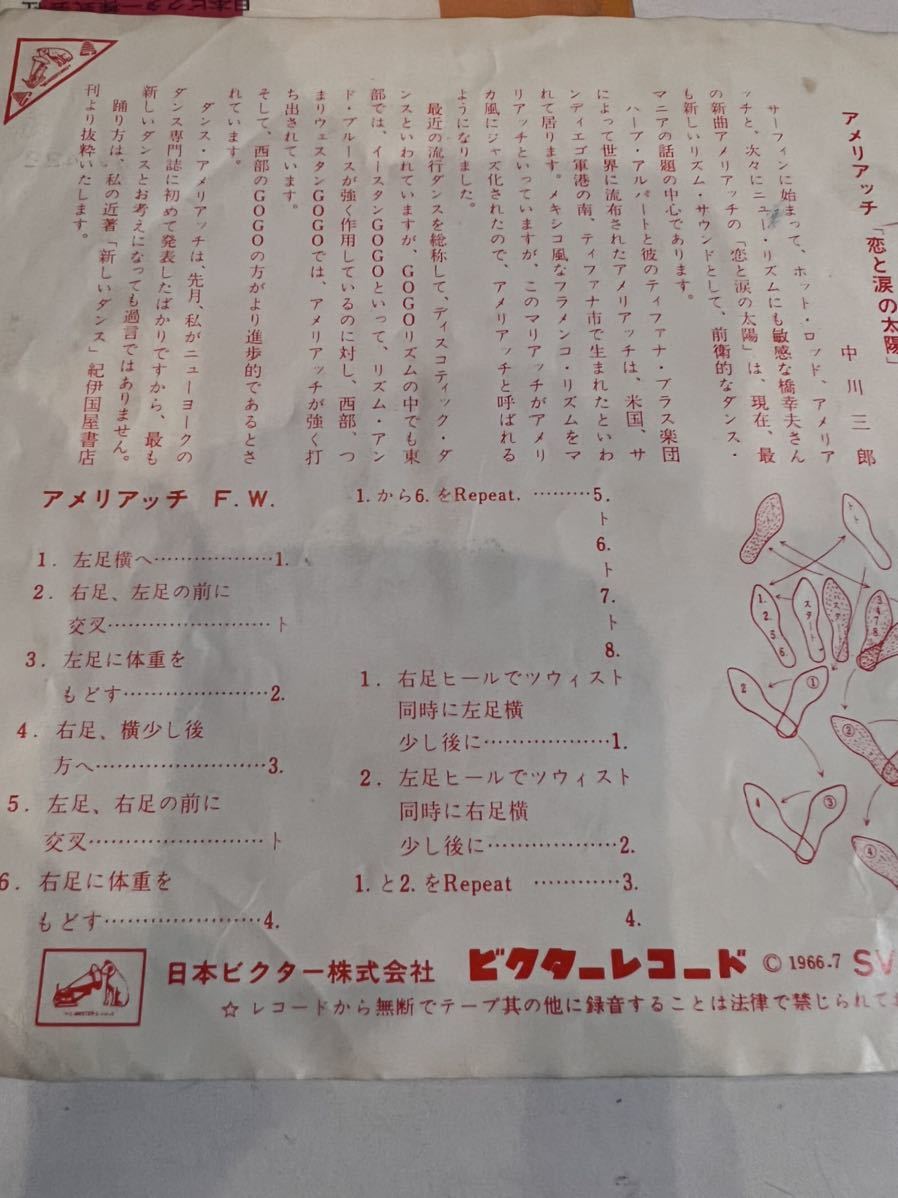 日本ビクター株式会社
アメリアッチ「恋と涙の太陽」
中川三郎
サーフィンに始まって、ホット・ロッド、アメリア
ッチと、次々にニュー・リズムにも敏感な橋幸夫さん
の新曲アメリアッチの「恋と涙の太陽」は、現在、最
も新しいリズム・サウンドとして、前衛的なダンス・
マニアの話題の中心であります。
ハーブ・アルパートと彼のティファナ・ブラス楽団
によって世界に流布されたアメリアッチは、米国、サ
ンディエゴ軍港の南、ティファナ市で生まれたといわ
れて居ります。メキシコ風なフラメンコ・リズムをマ
リアッチといっていますが、このマリアッチがアメリ
カ風にジャズ化されたので、アメリアッチと呼ばれる
ようになりました。
最近の流行ダンスを総称して、ディスコティック・ダ
ンスといわれていますが、GOGOリズムの中でも東
部では、イースタンGOGOといって、リズム・アン
ド・ブルースが強く作用しているのに対し、西部、つ
まりウェスタンGOGOでは、アメリアッチが強く打
ち出されています。
そして、西部のGOGOの方がより進歩的であるとさ
れています。
ダンス・アメリアッチは、先月、私がニューヨークの
ダンス専門誌に初めて発表したばかりですから、最も
新しいダンスとお考えになっても過言ではありません。
踊り方は、私の近著「新しいダンス」紀伊国屋書店
刊より抜粋いたします。
アメリアッチ F.W.
1. 左足横へ………………1.
2. 右足、左足の前に
交叉……………………ト
3. 左足に体重を
もどす…………………2.
4. 右足、横少し後
方へ……………………3.
5. 左足、右足の前に
交叉……………………ト
6. 右足に体重を
もどす…………………4.
1.から6.をRepeat. ………5.
ト
6.
ト
7.
ト
8.
1. 右足ヒールでツウィスト
同時に左足横
少し後に………………1.
2. 左足ヒールでツウィスト
同時に右足横
少し後に………………2.
1.と2.をRepeat …………3.
4.
ト
ト
1.
2.
5.
6.
スタート
スタート
3.
4.
7.
8.
2
①
②
4
③
④
日本ビクター株式会社 ビクターレコード © 1966.7 SV
☆ レコードから無断でテープ其の他に録音することは法律で禁じられて